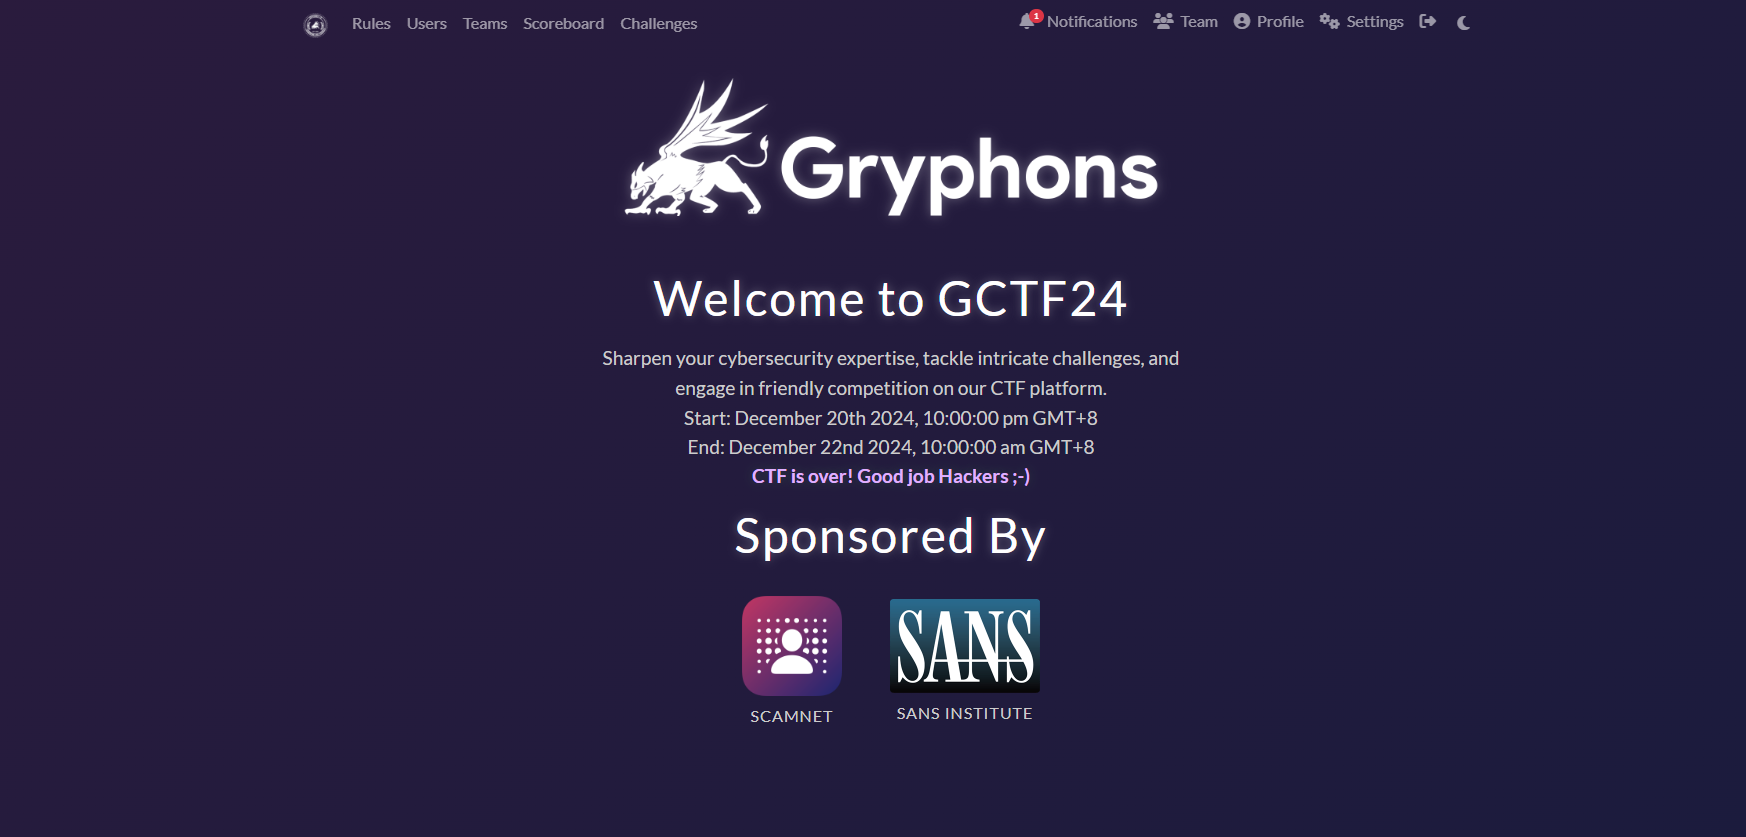 Rules Users Teams Scoreboard Challenges
1 Notifications Team Profile Settings
Gryphons
Welcome to GCTF24
Sharpen your cybersecurity expertise, tackle intricate challenges, and
engage in friendly competition on our CTF platform.
Start: December 20th 2024, 10:00:00 pm GMT+8
End: December 22nd 2024, 10:00:00 am GMT+8
CTF is over! Good job Hackers ;-)
Sponsored By
SANS
SCAMNET
SANS INSTITUTE